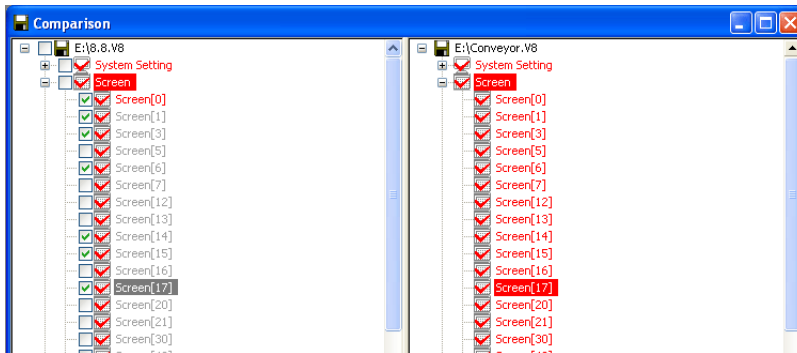 Comparison
E:\8.8.V8
System Setting
Screen
Screen[0]
Screen[1]
Screen[3]
Screen[5]
Screen[6]
Screen[7]
Screen[12]
Screen[13]
Screen[14]
Screen[15]
Screen[16]
Screen[17]
Screen[20]
Screen[21]
Screen[30]
E:\Conveyor.V8
System Setting
Screen
Screen[0]
Screen[1]
Screen[3]
Screen[5]
Screen[6]
Screen[7]
Screen[12]
Screen[13]
Screen[14]
Screen[15]
Screen[16]
Screen[17]
Screen[20]
Screen[21]
Screen[30]